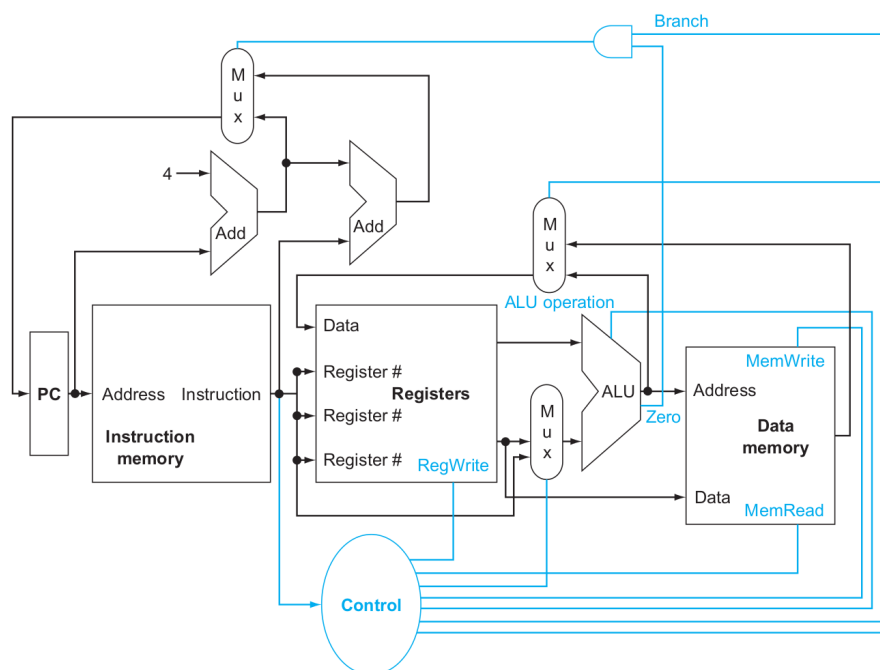 Branch
M
u
x
4
Add
Add
M
u
x
ALU operation
Data
PC
Address
Instruction
Register #
Registers
Instruction
memory
Register #
Register #
RegWrite
M
u
x
ALU
Zero
MemWrite
Address
Data
memory
Data
MemRead
Control